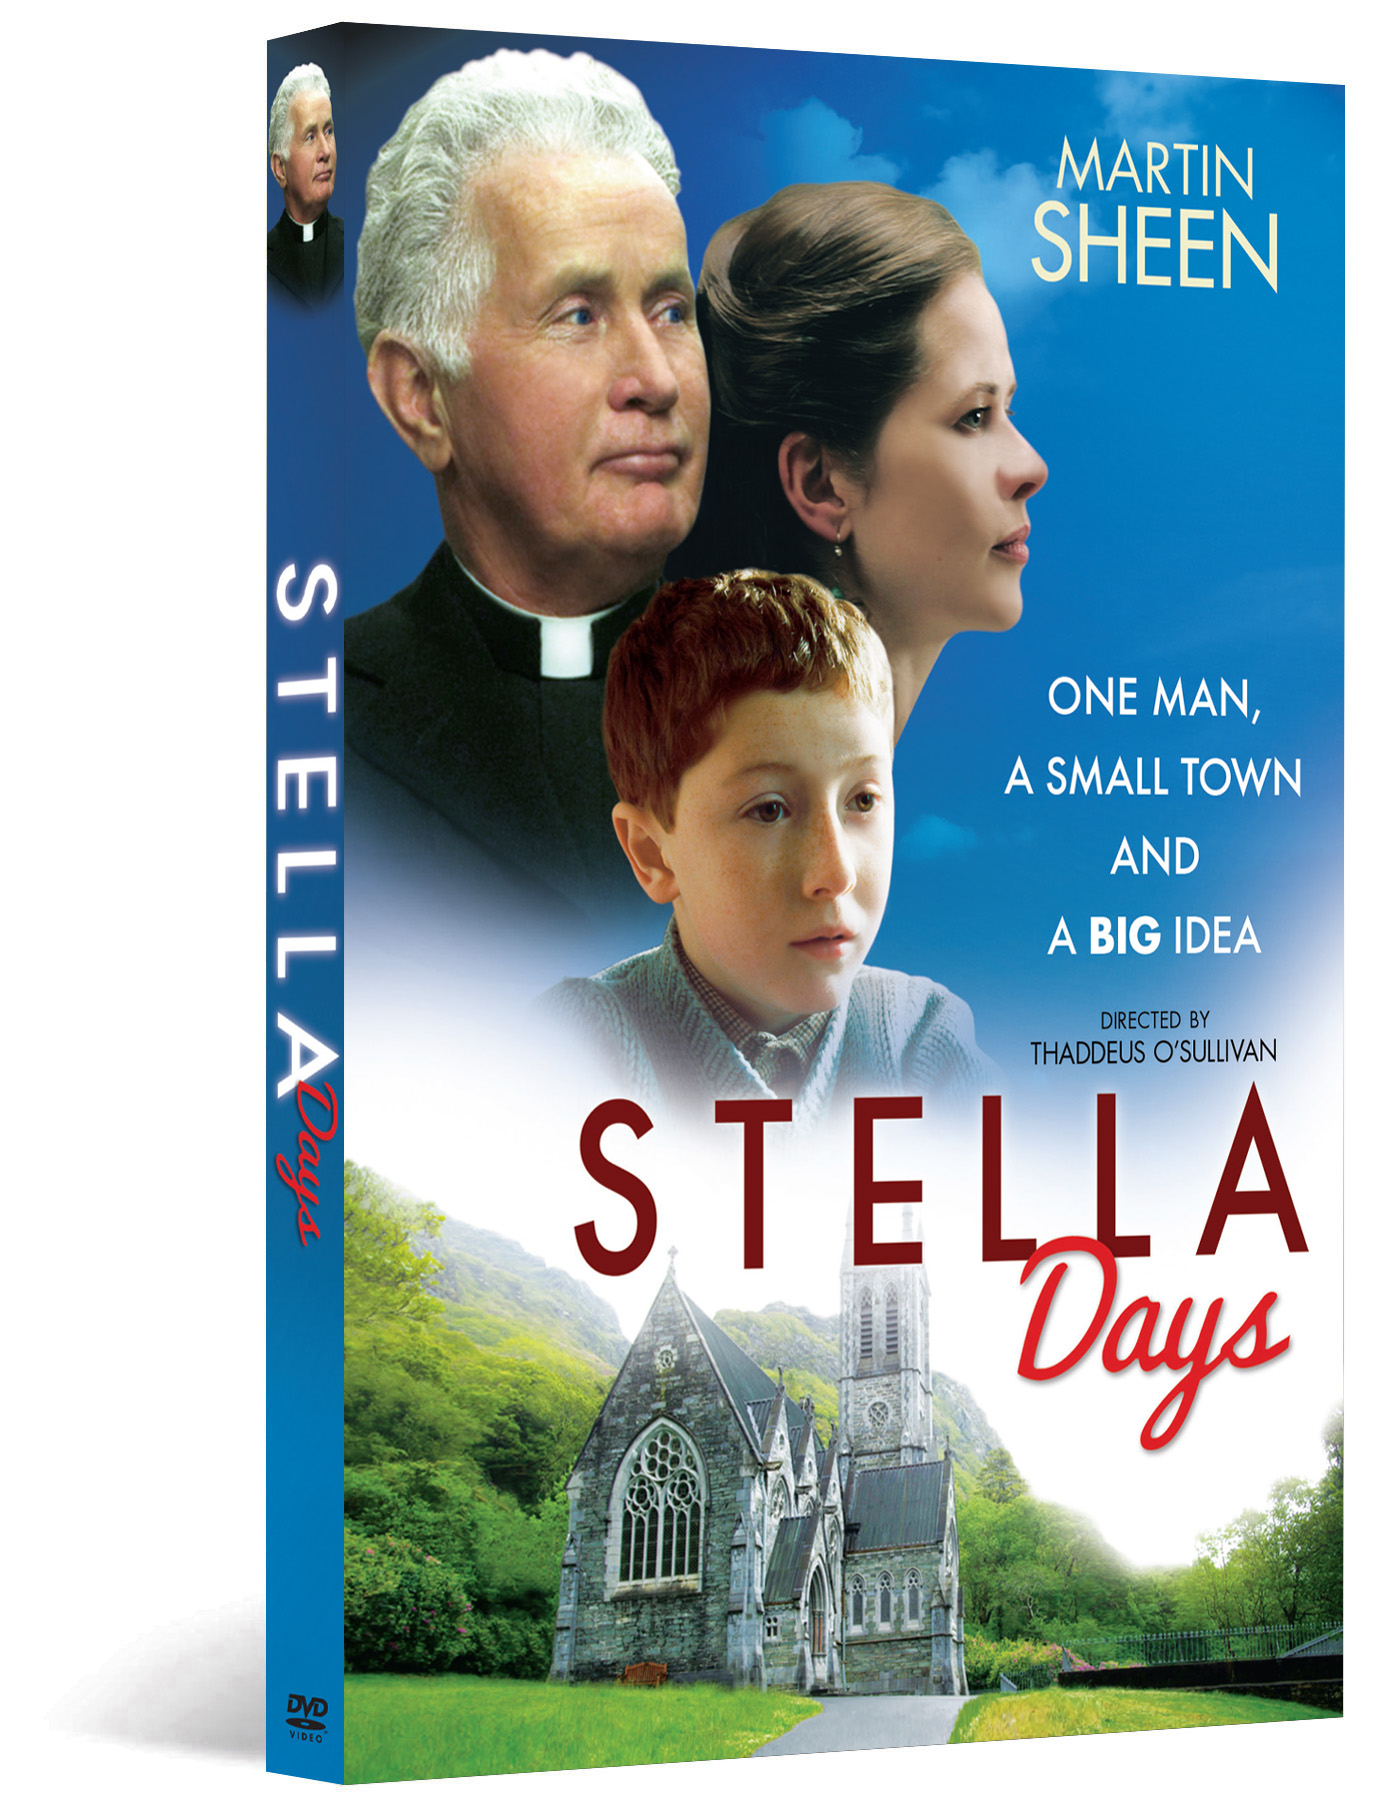 MARTIN
SHEEN
ONE MAN,
A SMALL TOWN
AND
A BIG IDEA
DIRECTED BY
THADDEUS O'SULLIVAN
STELLA
Days
STELLA
Days
DVD
VIDEO